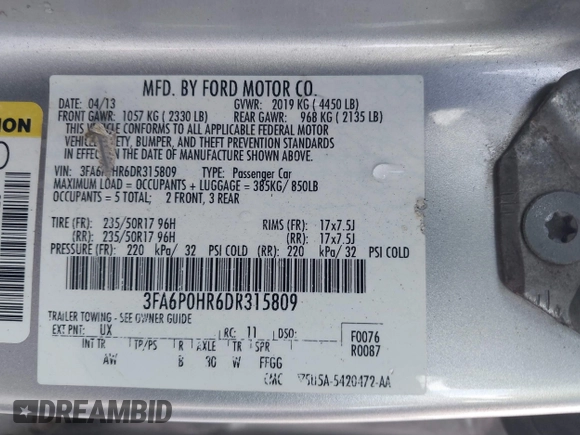 MFD. BY FORD MOTOR CO.
DATE: 04/13 GVWR: 2019 KG ( 4450 LB)
FRONT GAWR: 1057 KG ( 2330 LB) REAR GAWR: 968 KG ( 2135 LB)
THIS VEHICLE CONFORMS TO ALL APPLICABLE FEDERAL MOTOR
VEHICLE SAFETY, BUMPER, AND THEFT PREVENTION STANDARDS
IN EFFECT ON THE DATE OF MANUFACTURE SHOWN ABOVE.
VIN: 3FA6P0HR6DR315809 TYPE: Passenger Car
MAXIMUM LOAD = OCCUPANTS + LUGGAGE = 385KG/ 850LB
OCCUPANTS = 5 TOTAL; 2 FRONT, 3 REAR
TIRE (FR): 235/50R17 96H RIMS (FR): 17x7.5J
(RR): 235/50R17 96H (RR): 17x7.5J
PRESSURE (FR): 220 kPa/ 32 PSI COLD (RR): 220 kPa/ 32 PSI COLD
3FA6P0HR6DR315809
TRAILER TOWING - SEE OWNER GUIDE
EXT PNT: UX RC: 11 DSO: F0076
INT TR TP/PS R AXLE TR SPR R0087
AW B W FFGG
5420472-AA
DREAMBID